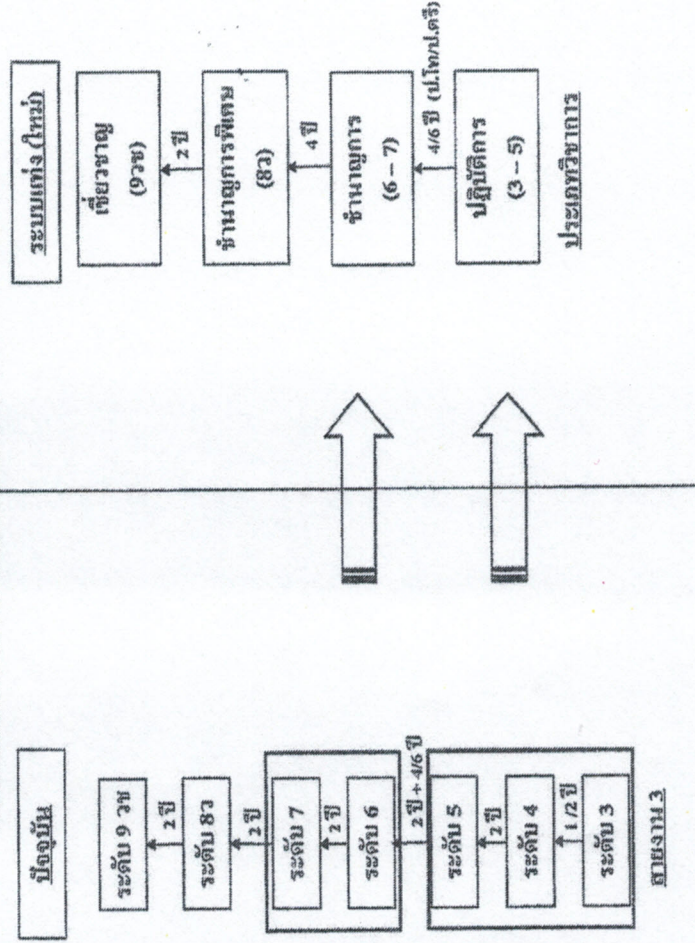 ปัจจุบัน
ระดับ 9 วช
2 ปี
ระดับ 8ว
2 ปี
ระดับ 7
2 ปี
ระดับ 6
2 ปี + 4/6 ปี
ระดับ 5
2 ปี
ระดับ 4
1/2 ปี
ระดับ 3
สายงาน 3
ระบบแท่ง (ใหม่)
เชี่ยวชาญ
(9วช)
2 ปี
ชำนาญการพิเศษ
(8ว)
4 ปี
ชำนาญการ
(6 – 7)
4/6 ปี (ป.โท/ป.ตรี)
ปฏิบัติการ
(3 – 5)
ประเภทวิชาการ